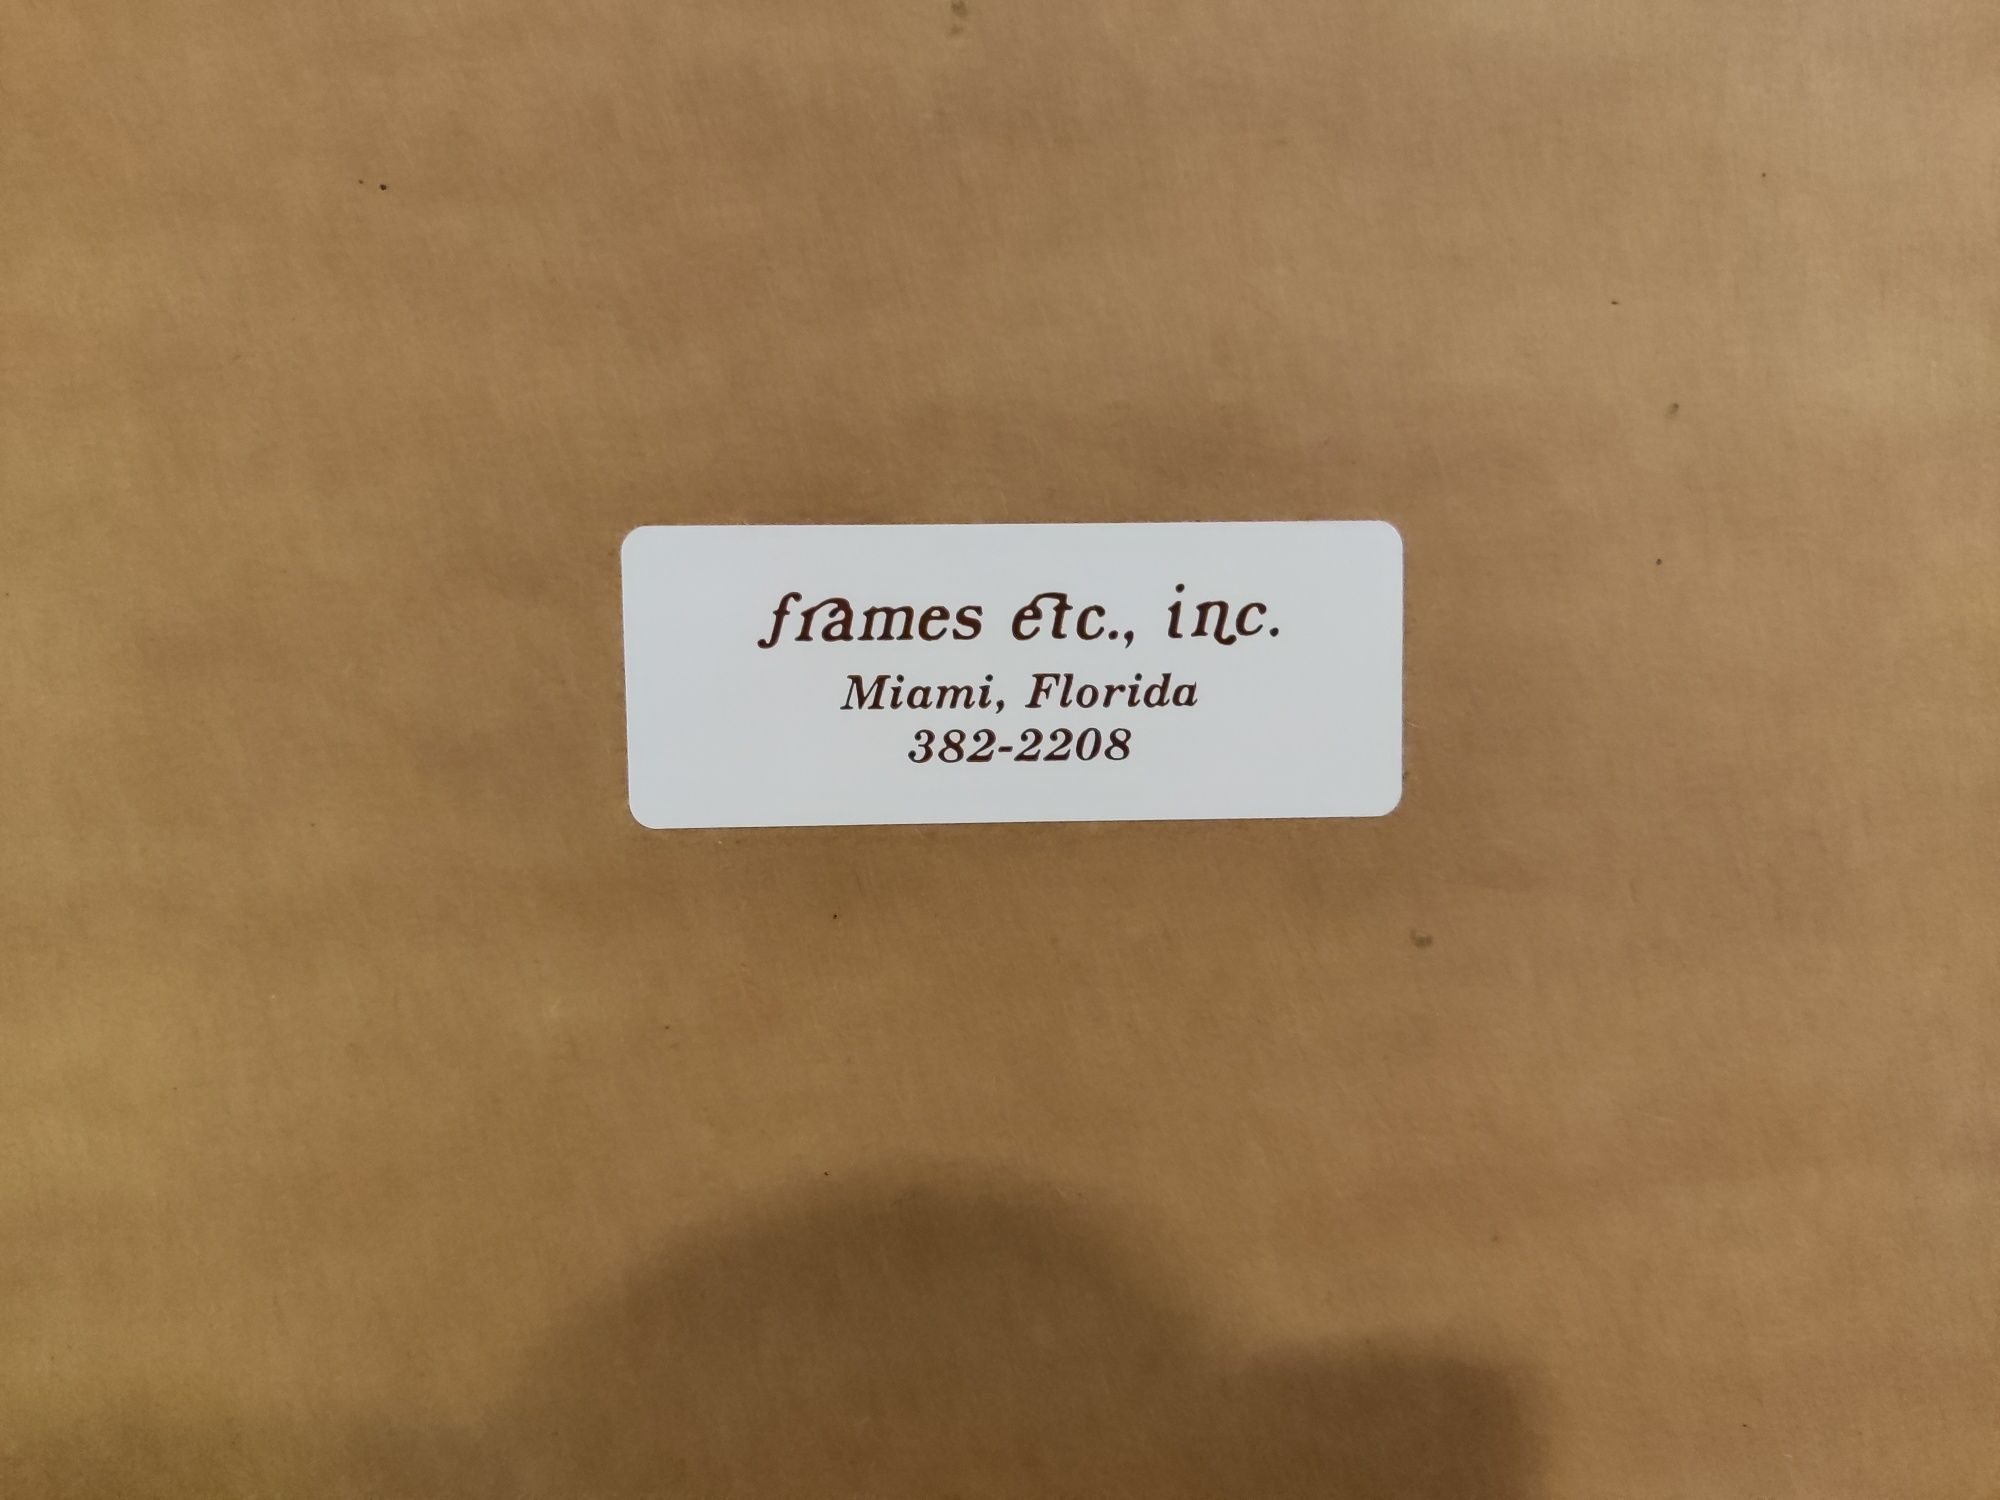 frames etc., inc.
Miami, Florida
382-2208